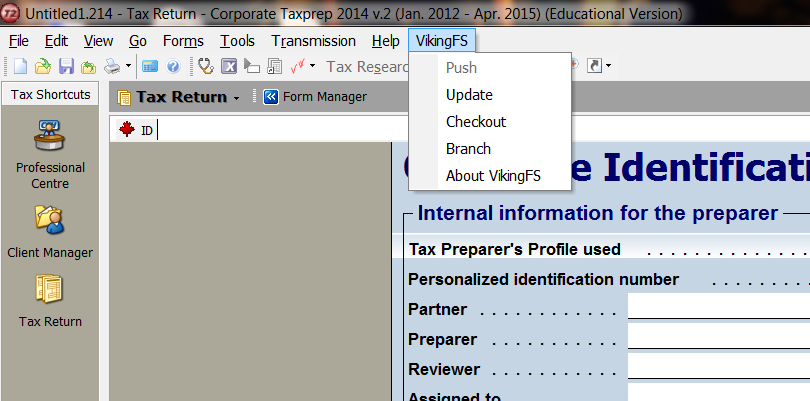 T2 Untitled1.214 - Tax Return - Corporate Taxprep 2014 v.2 (Jan. 2012 - Apr. 2015) (Educational Version)
File Edit View Go Forms Tools Transmission Help VikingFS
Tax Researc
Push
Update
Checkout
Branch
About VikingFS
Tax Shortcuts
Professional
Centre
Client Manager
Tax Return
Tax Return Form Manager
ID
C e Identificati
Internal information for the preparer
Tax Preparer's Profile used . . . . . . . . . . . .
Personalized identification number . . . . . . .
Partner . . . . . . . . . . . .
Preparer . . . . . . . . . . .
Reviewer . . . . . . . . . . .
Assigned to